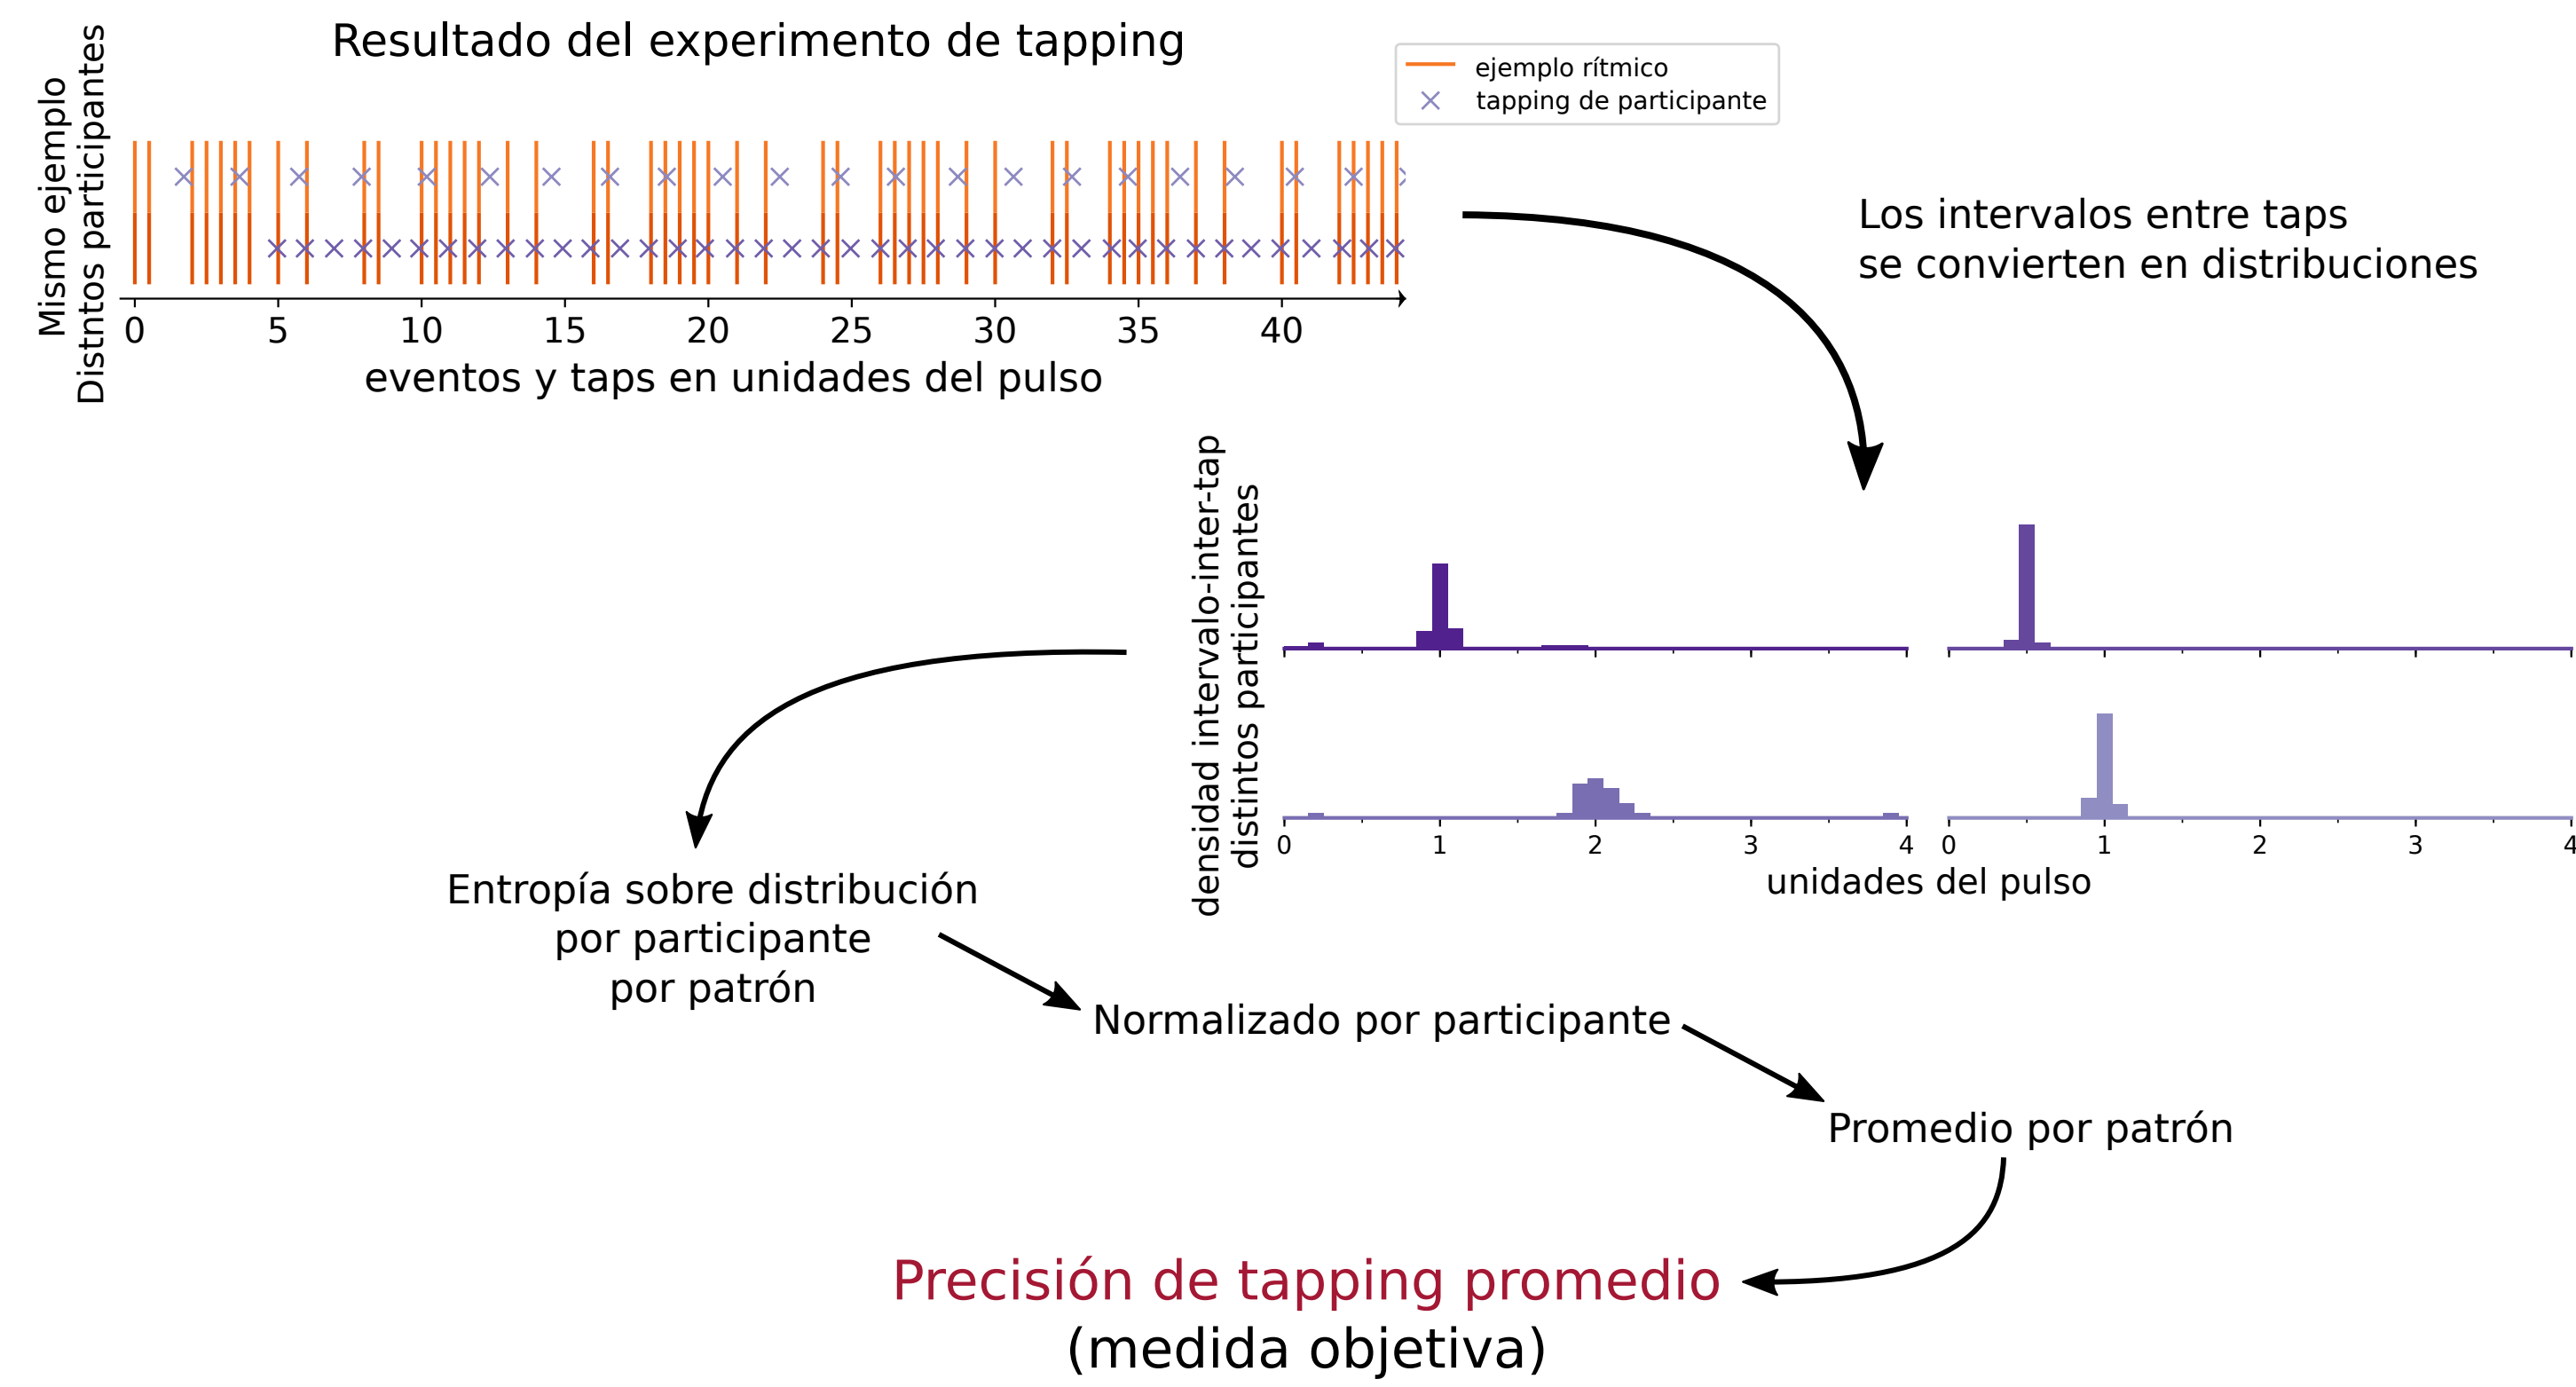 Resultado del experimento de tapping
ejemplo rítmico
tapping de participante
Mismo ejemplo
Distntos participantes
0 5 10 15 20 25 30 35 40
eventos y taps en unidades del pulso
Los intervalos entre taps
se convierten en distribuciones
densidad intervalo-inter-tap
distintos participantes
0 1 2 3 4 0 1 2 3 4
unidades del pulso
Entropía sobre distribución
por participante
por patrón
Normalizado por participante
Promedio por patrón
Precisión de tapping promedio
(medida objetiva)